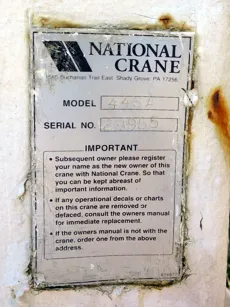 NATIONAL
CRANE
Buchanan Trail East, Shady Grove, PA 17256
MODEL
SERIAL NO.
IMPORTANT
• Subsequent owner please register
your name as the new owner of this
crane with National Crane. So that
you can be kept abreast of
important information.
• If any operational decals or charts
on this crane are removed or
defaced, consult the owners manual
for immediate replacement.
• If the owners manual is not with the
crane, order one from the above
address.